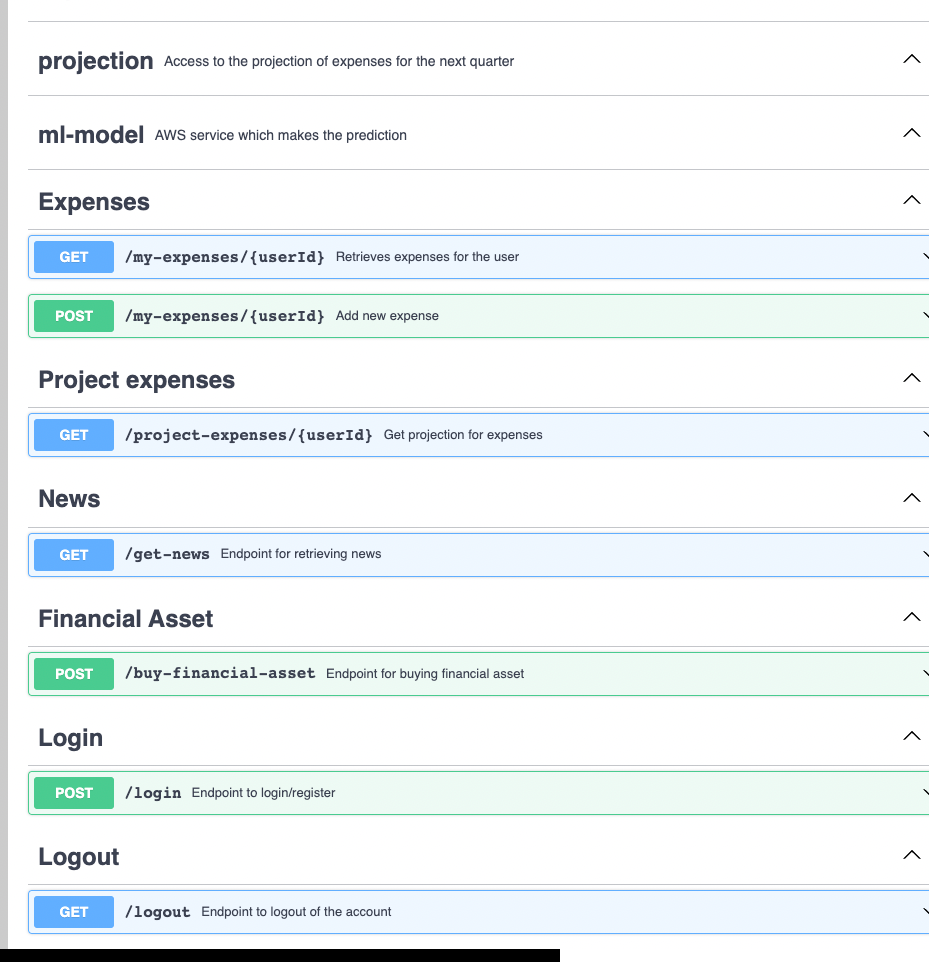 projection Access to the projection of expenses for the next quarter
ml-model AWS service which makes the prediction
Expenses
GET /my-expenses/{userId} Retrieves expenses for the user
POST /my-expenses/{userId} Add new expense
Project expenses
GET /project-expenses/{userId} Get projection for expenses
News
GET /get-news Endpoint for retrieving news
Financial Asset
POST /buy-financial-asset Endpoint for buying financial asset
Login
POST /login Endpoint to login/register
Logout
GET /logout Endpoint to logout of the account